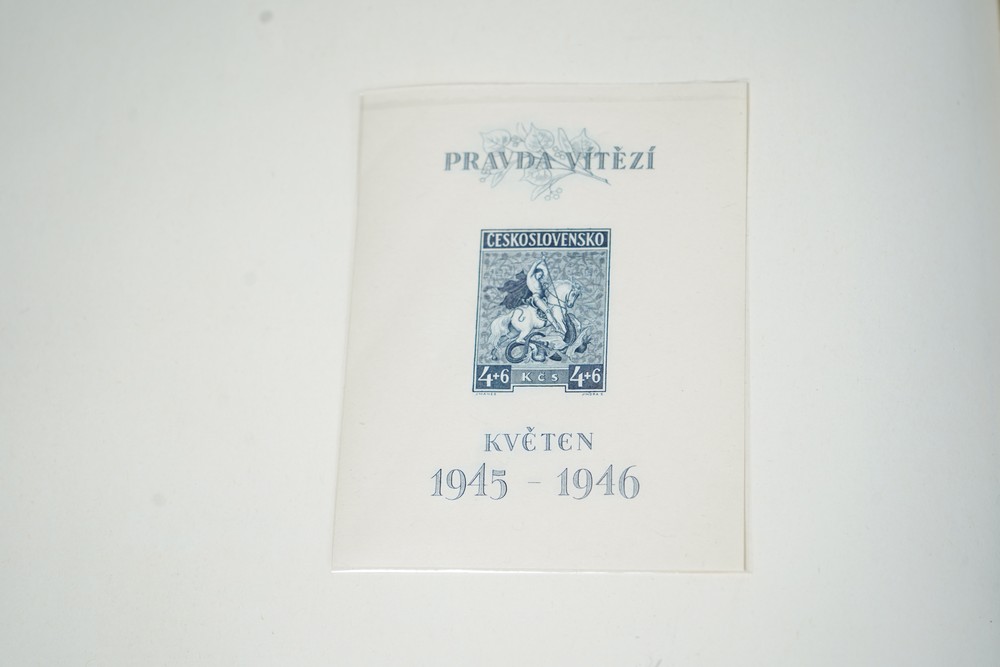 PRAVDA VÍTĚZÍ
ČESKOSLOVENSKO
4+6 KČS 4+6
KVĚTEN
1945 - 1946